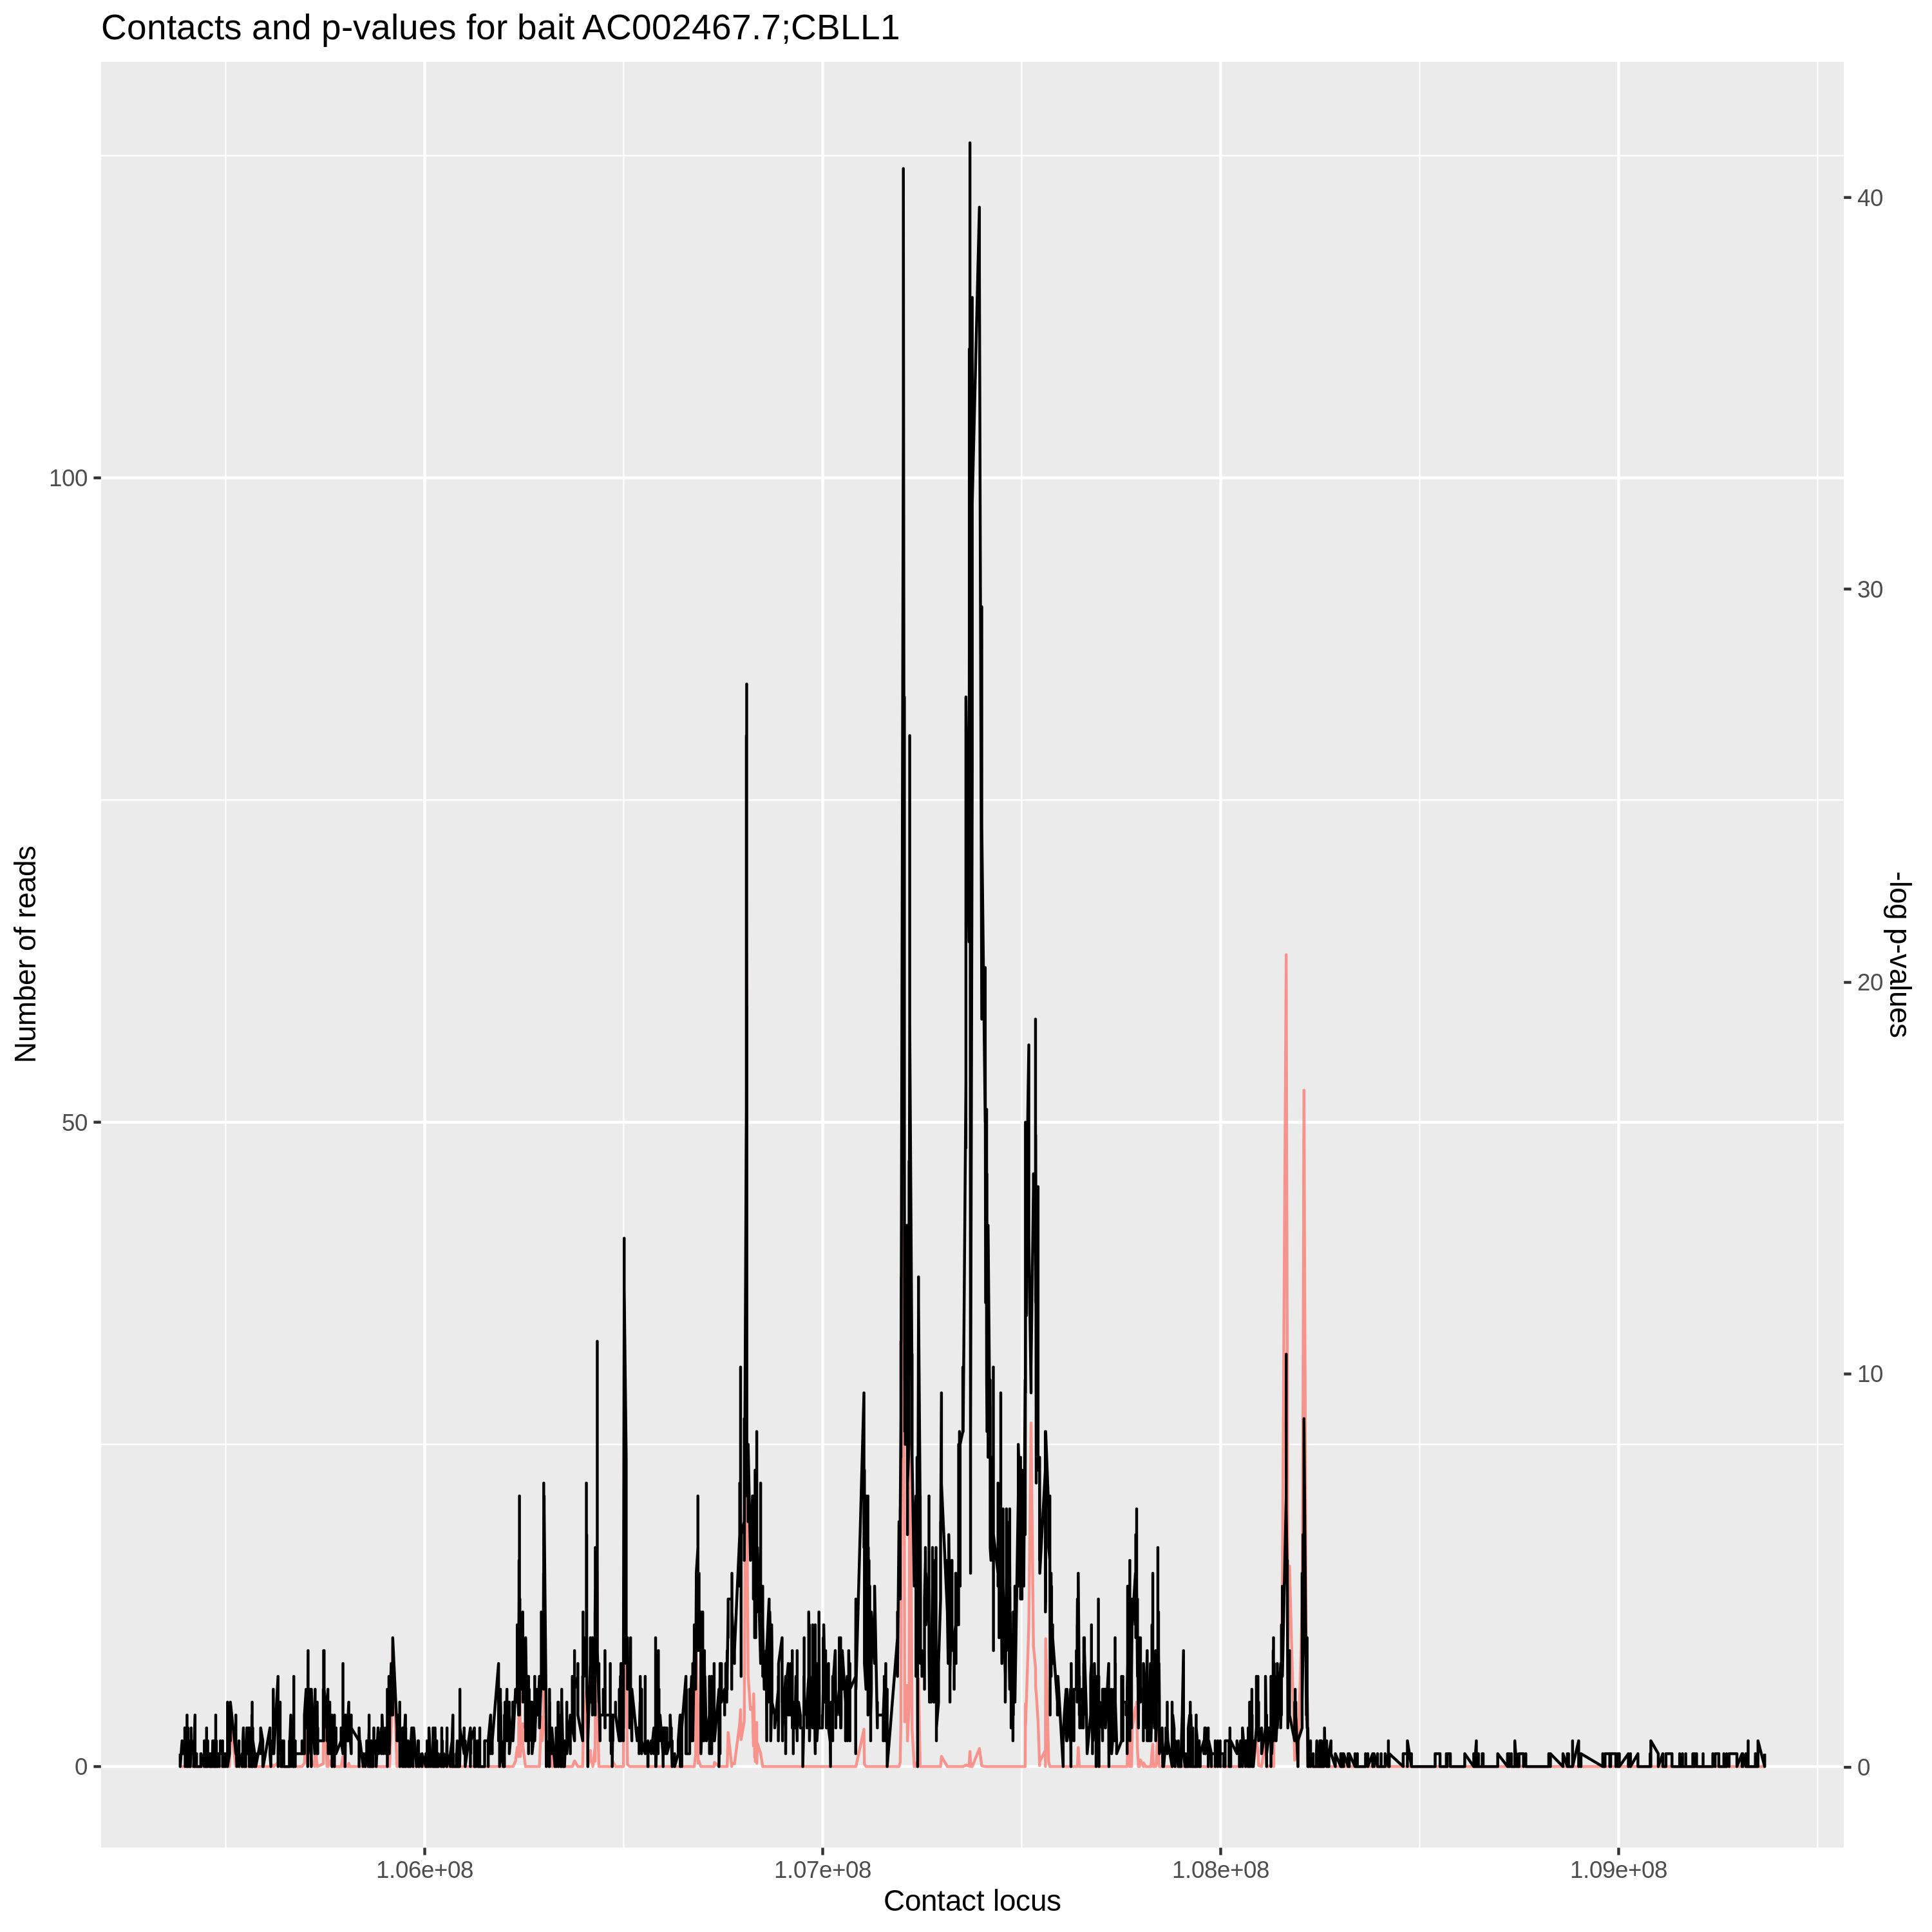 Contacts and p-values for bait AC002467.7;CBLL1
Number of reads
100
50
0
40
30
20
10
0
-log p-values
1.06e+08
1.07e+08
1.08e+08
1.09e+08
Contact locus